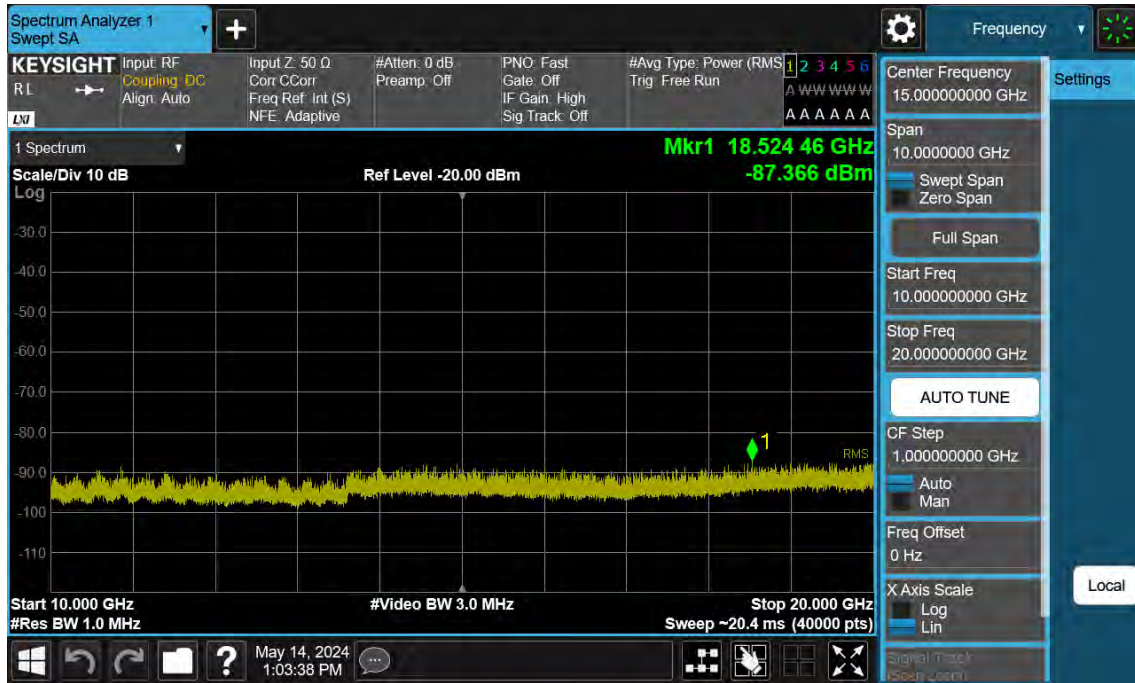 Spectrum Analyzer 1
Swept SA
+
Frequency
KEYSIGHT
RL
LXI
Input: RF
Coupling: DC
Align: Auto
Input Z: 50 Ω
Corr CCorr
Freq Ref: Int (S)
NFE: Adaptive
#Atten: 0 dB
Preamp: Off
PNO: Fast
Gate: Off
IF Gain: High
Sig Track: Off
#Avg Type: Power (RMS
Trig: Free Run
1 2 3 4 5 6
A W W W W W
A A A A A A
1 Spectrum
Scale/Div 10 dB
Ref Level -20.00 dBm
Mkr1 18.524 46 GHz
-87.366 dBm
Log
-30.0
-40.0
-50.0
-60.0
-70.0
-80.0
-90.0
-100
-110
1
RMS
Start 10.000 GHz
#Res BW 1.0 MHz
#Video BW 3.0 MHz
Stop 20.000 GHz
Sweep ~20.4 ms (40000 pts)
Center Frequency
15.000000000 GHz
Span
10.0000000 GHz
Swept Span
Zero Span
Full Span
Start Freq
10.000000000 GHz
Stop Freq
20.000000000 GHz
AUTO TUNE
CF Step
1.000000000 GHz
Auto
Man
Freq Offset
0 Hz
X Axis Scale
Log
Lin
Signal Track
(Span Zoom)
Settings
Local
?
May 14, 2024
1:03:38 PM